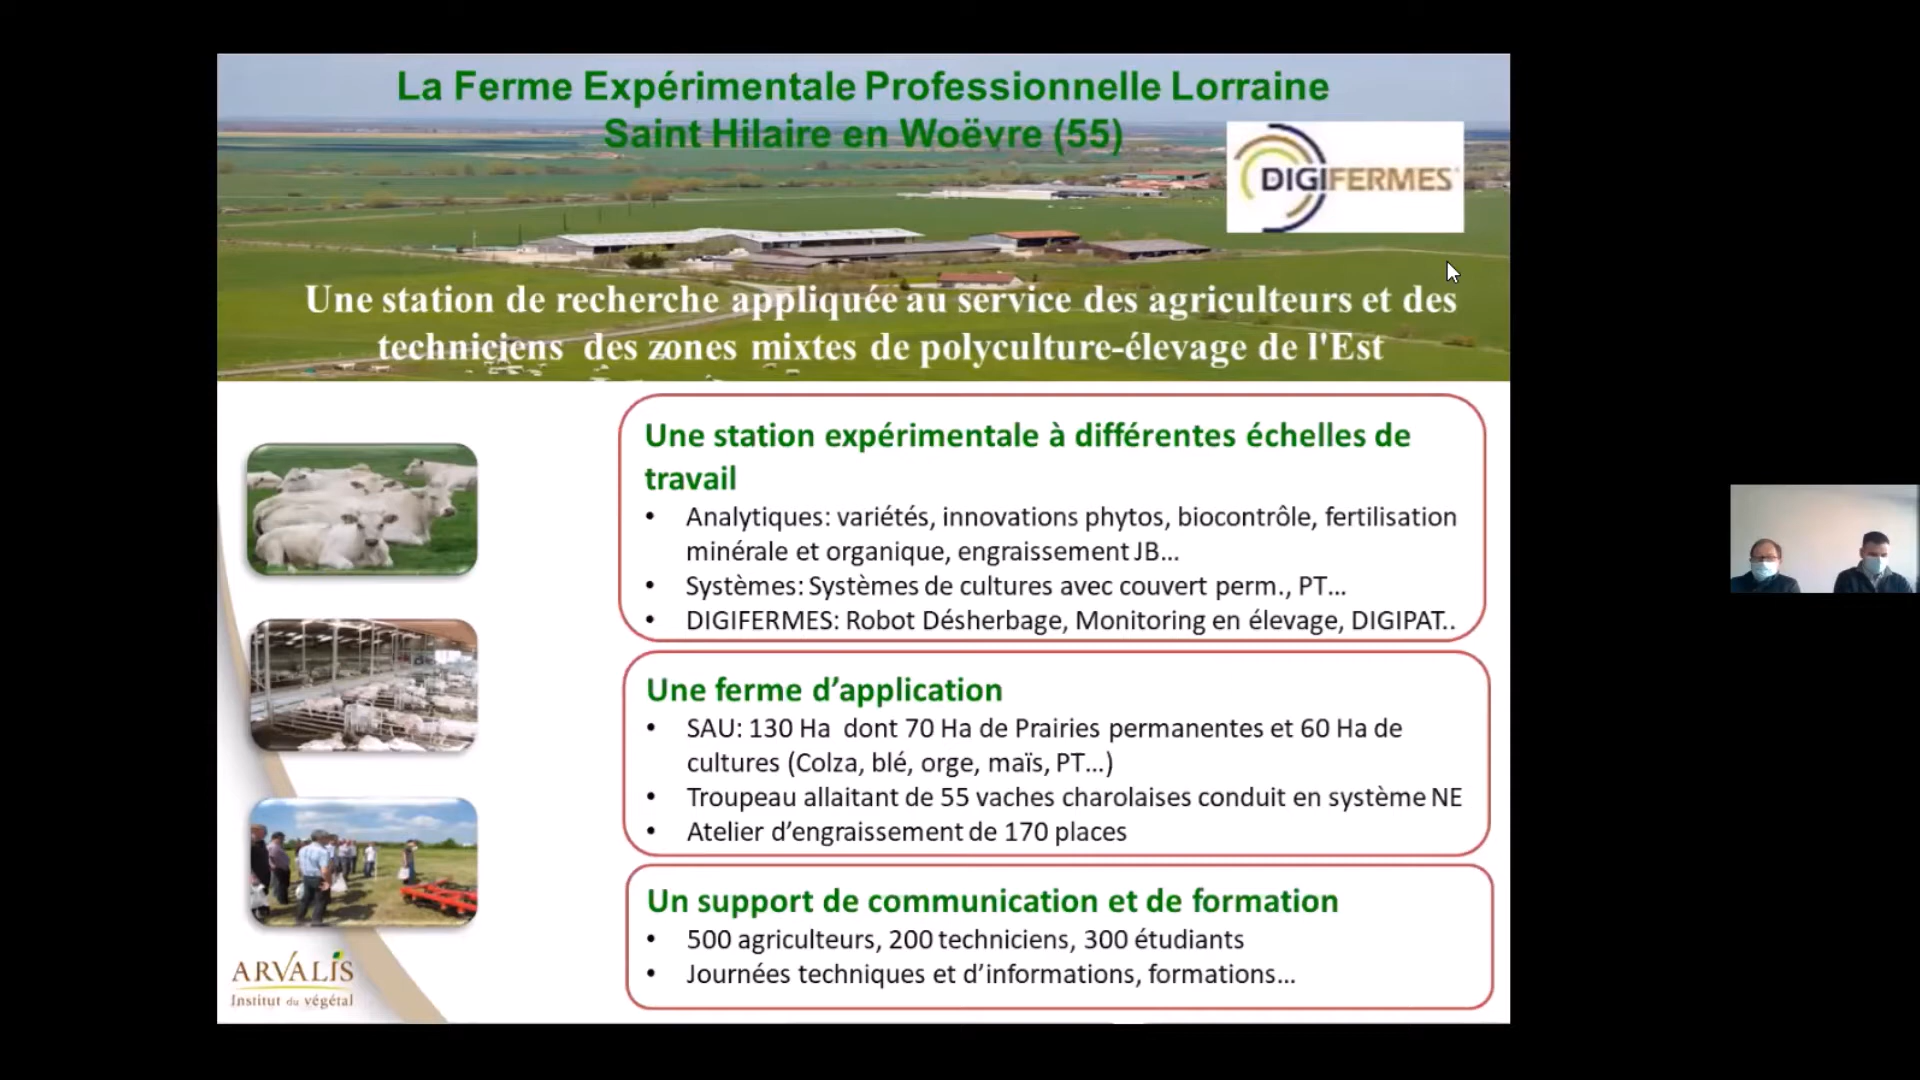 La Ferme Expérimentale Professionnelle Lorraine
Saint Hilaire en Woëvre (55)
DIGIFERMES
Une station de recherche appliquée au service des agriculteurs et des
techniciens des zones mixtes de polyculture-élevage de l'Est
Une station expérimentale à différentes échelles de
travail
• Analytiques: variétés, innovations phytos, biocontrôle, fertilisation
minérale et organique, engraissement JB...
• Systèmes: Systèmes de cultures avec couvert perm., PT...
• DIGIFERMES: Robot Désherbage, Monitoring en élevage, DIGIPAT..
Une ferme d’application
• SAU: 130 Ha dont 70 Ha de Prairies permanentes et 60 Ha de
cultures (Colza, blé, orge, maïs, PT...)
• Troupeau allaitant de 55 vaches charolaises conduit en système NE
• Atelier d’engraissement de 170 places
Un support de communication et de formation
• 500 agriculteurs, 200 techniciens, 300 étudiants
• Journées techniques et d’informations, formations...
ARVALIS
Institut du végétal